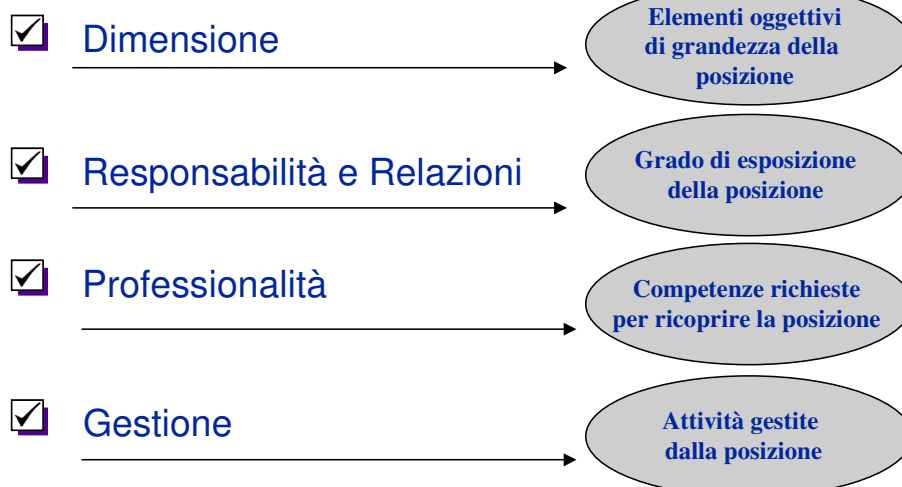 Dimensione
Elementi oggettivi
di grandezza della
posizione
Responsabilità e Relazioni
Grado di esposizione
della posizione
Professionalità
Competenze richieste
per ricoprire la posizione
Gestione
Attività gestite
dalla posizione